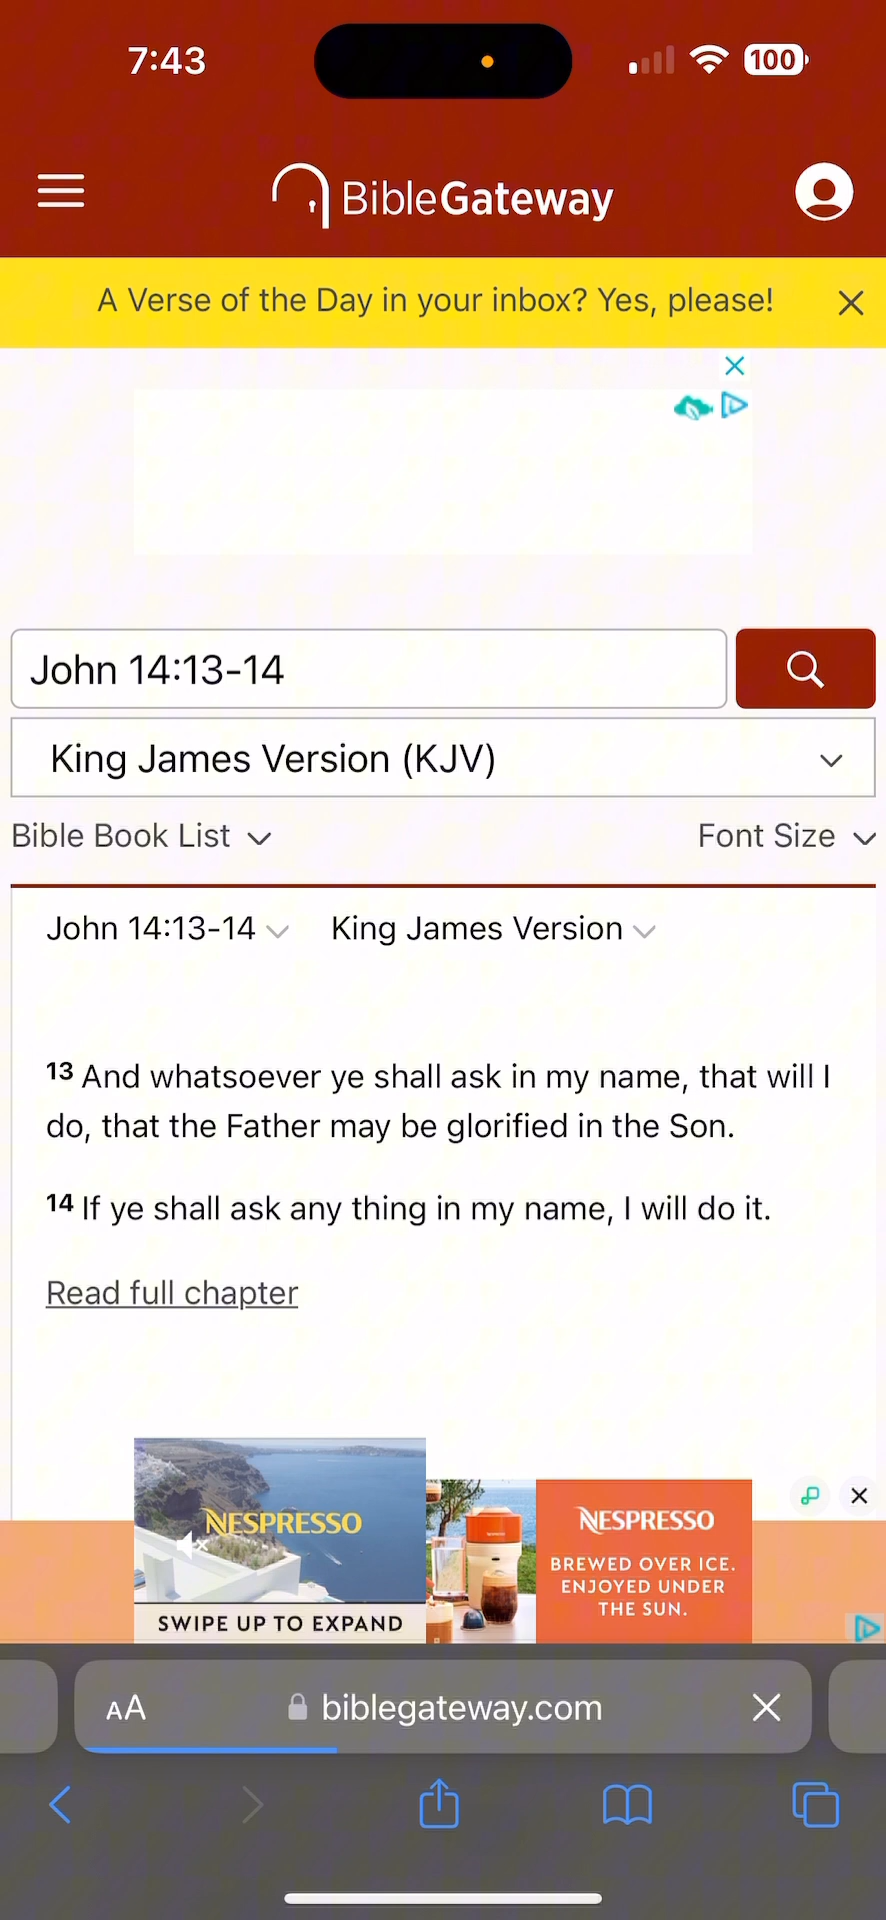 7:43
100
BibleGateway
A Verse of the Day in your inbox? Yes, please!
John 14:13-14
King James Version (KJV)
Bible Book List
Font Size
John 14:13-14
King James Version
13 And whatsoever ye shall ask in my name, that will I
do, that the Father may be glorified in the Son.
14 If ye shall ask any thing in my name, I will do it.
Read full chapter
NESPRESSO
SWIPE UP TO EXPAND
NESPRESSO
BREWED OVER ICE.
ENJOYED UNDER
THE SUN.
AA
biblegateway.com